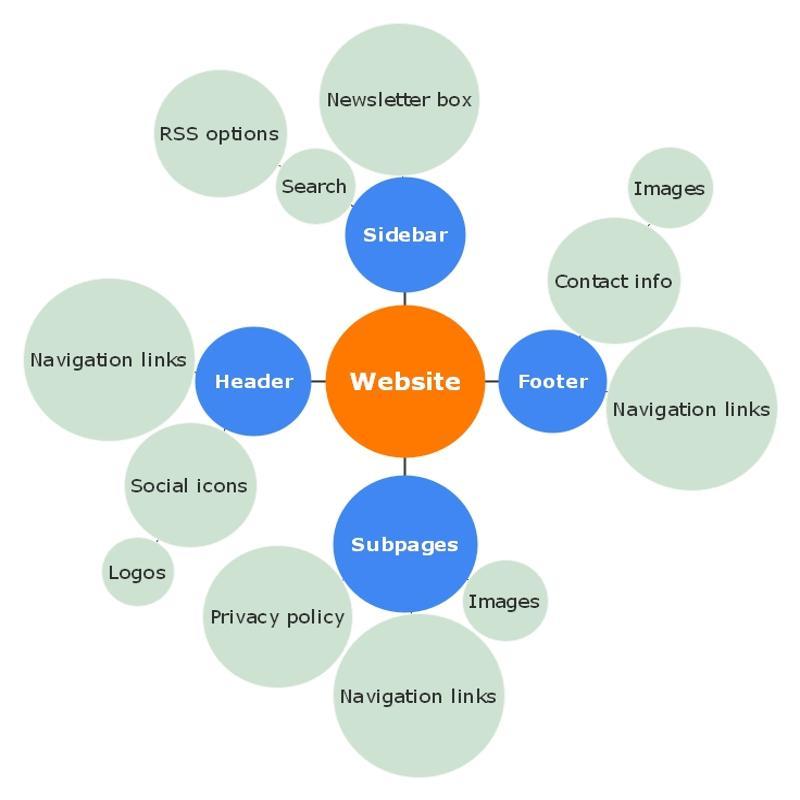 Newsletter box
RSS options
Search
Images
Sidebar
Contact info
Navigation links
Header
Website
Footer
Navigation links
Social icons
Subpages
Logos
Images
Privacy policy
Navigation links